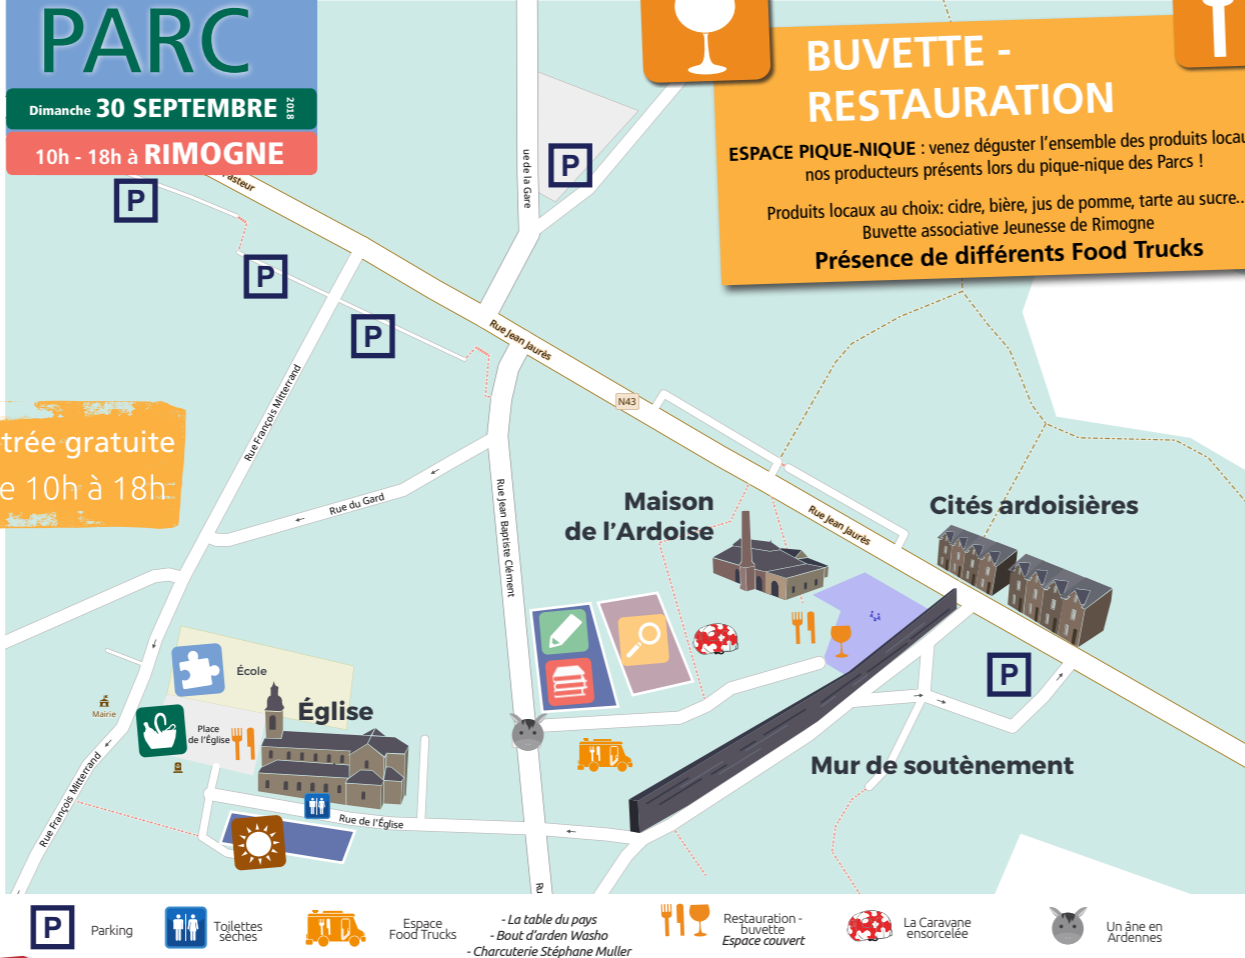 PARC
Dimanche 30 SEPTEMBRE 2018
10h - 18h à RIMOGNE
BUVETTE -
RESTAURATION
ESPACE PIQUE-NIQUE : venez déguster l'ensemble des produits
nos producteurs présents lors du pique-nique des Parcs !
Produits locaux au choix: cidre, bière, jus de pomme, tarte au sucre..
Buvette associative Jeunesse de Rimogne
Présence de différents Food Trucks
P
P
P
P
de la Gare
Rue Jean Jaurès
N43
Rue François Mitterrand
gratuite
10h à 18h
Rue du Gard
Rue Jean Baptiste Clément
Maison
de l'Ardoise
Rue Jean Jaurès
Cités ardoisières
École
Mairie
Place
de l'Église
Église
P
Mur de soutènement
Rue François Mitterrand
Rue de l'Église
P
Parking
Toilettes
sèches
Espace
Food Trucks
- La table du pays
- Bout d'arden Washo
- Charcuterie Stéphane Muller
Restauration -
buvette
Espace couvert
La Caravane
ensorcelée
Un âne en
Ardennes